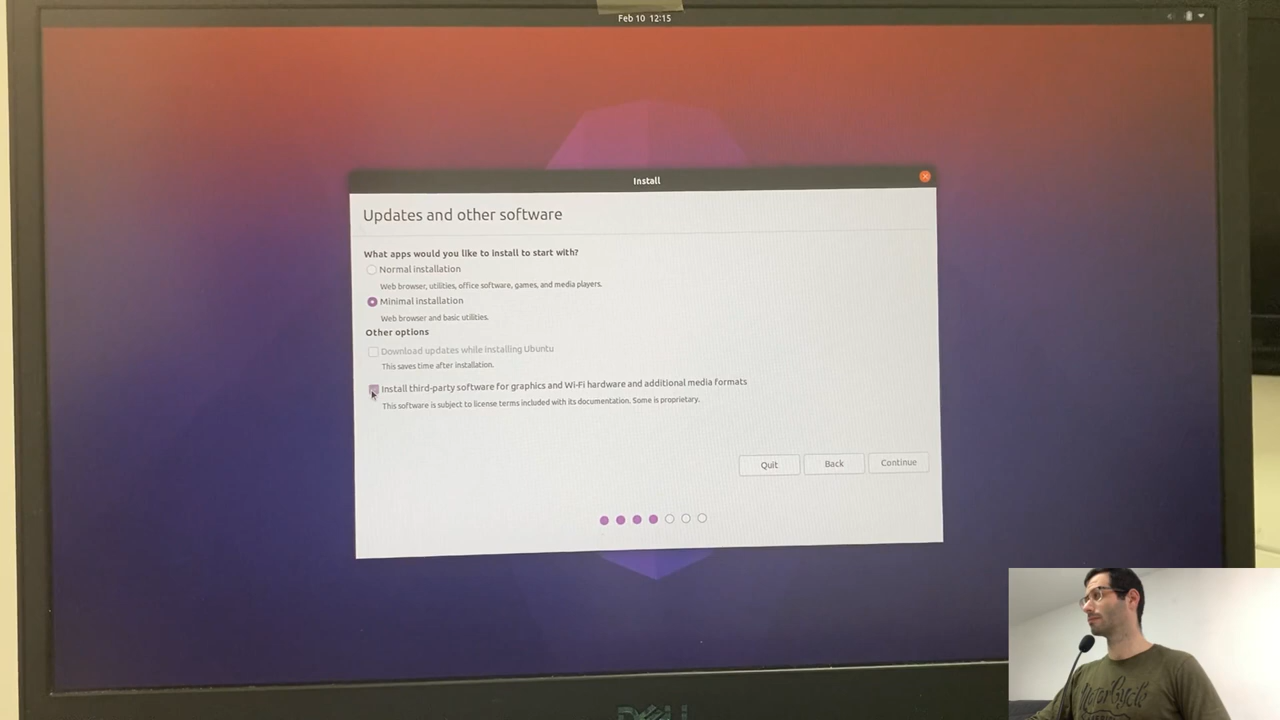 Feb 10 12:15
Install
Updates and other software
What apps would you like to install to start with?
Normal installation
Web browser, utilities, office software, games, and media players.
Minimal installation
Web browser and basic utilities.
Other options
Download updates while installing Ubuntu
This saves time after installation.
Install third-party software for graphics and Wi-Fi hardware and additional media formats
This software is subject to license terms included with its documentation. Some is proprietary.
Quit
Back
Continue
DELL